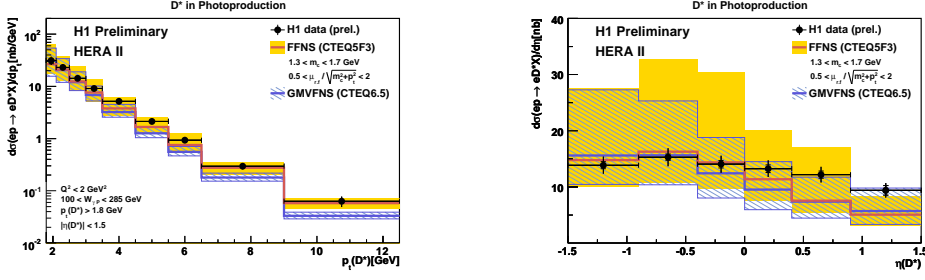 D* in Photoproduction
dσ(ep → eD*X)/dp_t[nb/GeV]
H1 Preliminary
HERA II
H1 data (prel.)
FFNS (CTEQ5F3)
1.3 < m_c < 1.7 GeV
0.5 < μ_r,f / √m_c²+p_t² < 2
GMVFNS (CTEQ6.5)
Q² < 2 GeV²
100 < W_γp < 285 GeV
p_t(D*) > 1.8 GeV
|η(D*)| < 1.5
10²
10
1
10⁻¹
10⁻²
2 4 6 8 10 12
p_t(D*)[GeV]
D* in Photoproduction
dσ(ep → eD*X)/dη[nb]
H1 Preliminary
HERA II
H1 data (prel.)
FFNS (CTEQ5F3)
1.3 < m_c < 1.7 GeV
0.5 < μ_r,f / √m_c²+p_t² < 2
GMVFNS (CTEQ6.5)
40
30
20
10
-1.5 -1 -0.5 0 0.5 1 1.5
η(D*)